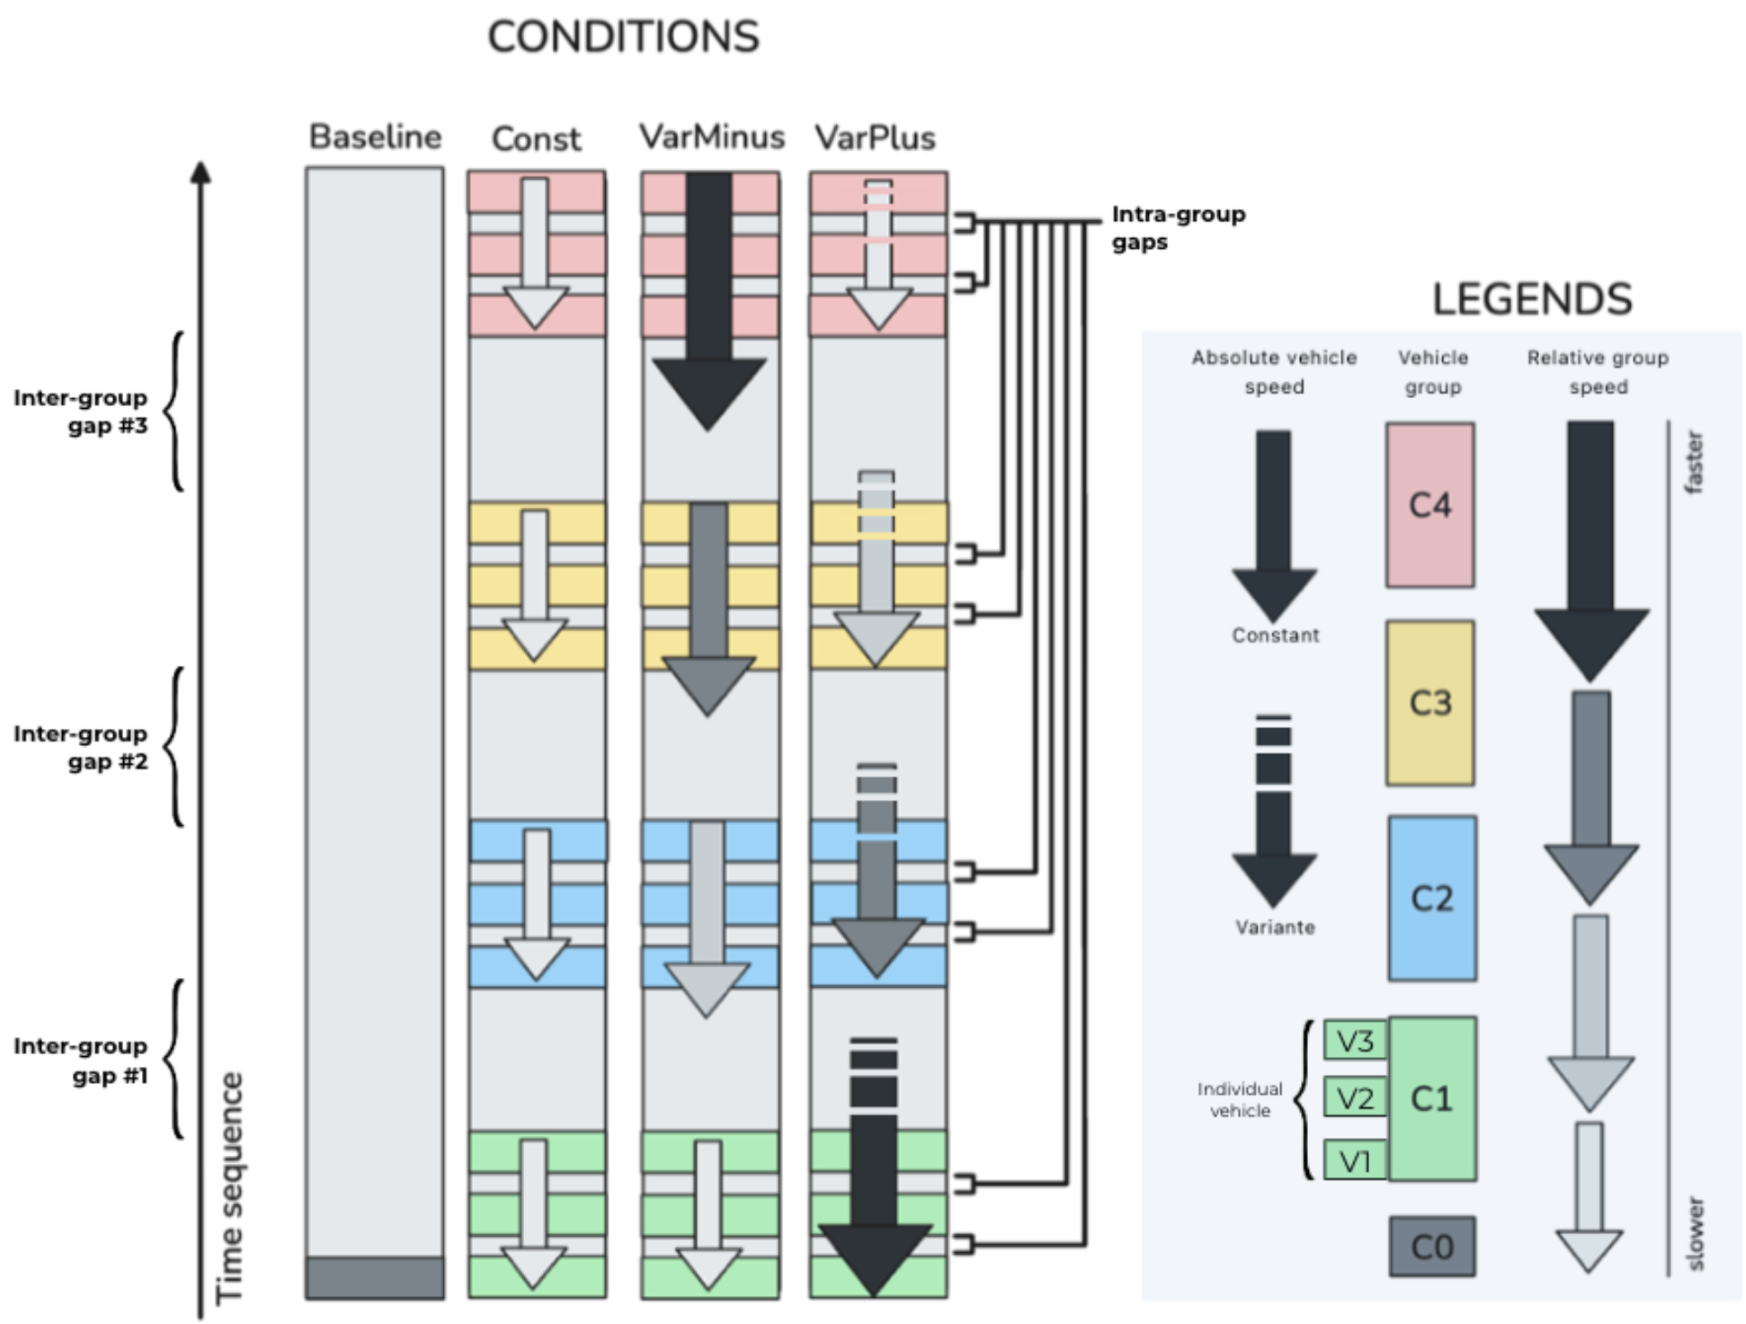 CONDITIONS
Baseline
Const
VarMinus
VarPlus
Intra-group
gaps
Inter-group
gap #3
Inter-group
gap #2
Inter-group
gap #1
Time sequence
LEGENDS
Absolute vehicle
speed
Vehicle
group
Relative group
speed
Constant
Variante
C4
C3
C2
C1
C0
V3
V2
V1
Individual
vehicle
faster
slower